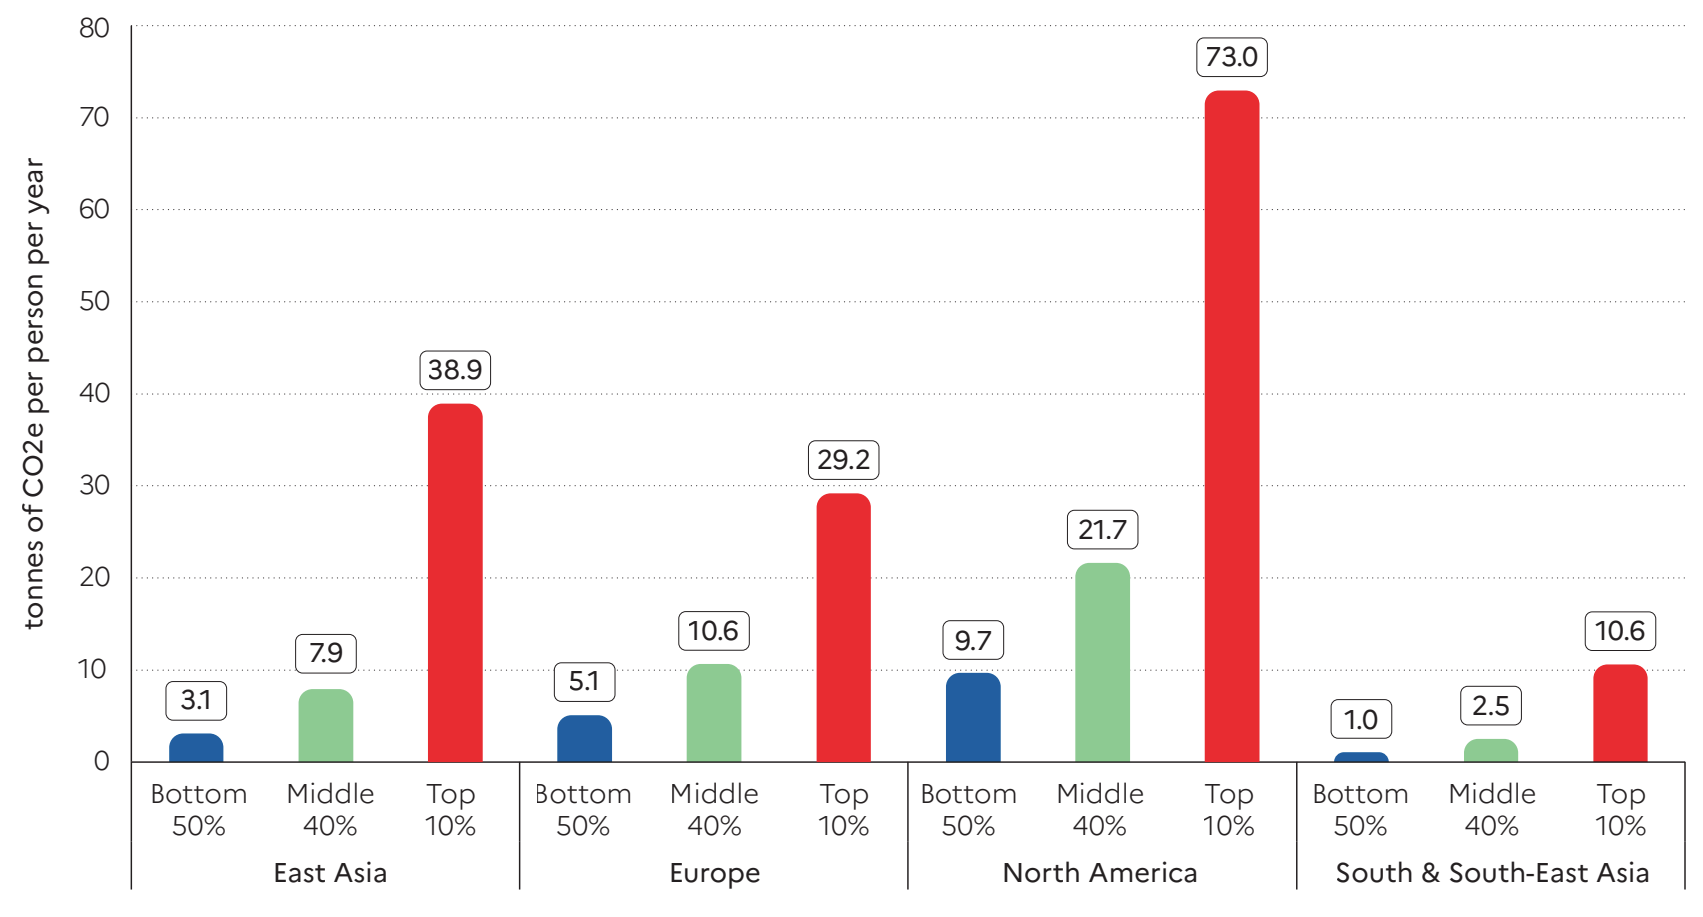 tonnes of CO2e per person per year
80
70
60
50
40
30
20
10
0
3.1
7.9
38.9
5.1
10.6
29.2
9.7
21.7
73.0
1.0
2.5
10.6
Bottom 50%
Middle 40%
Top 10%
Bottom 50%
Middle 40%
Top 10%
Bottom 50%
Middle 40%
Top 10%
Bottom 50%
Middle 40%
Top 10%
East Asia
Europe
North America
South & South-East Asia